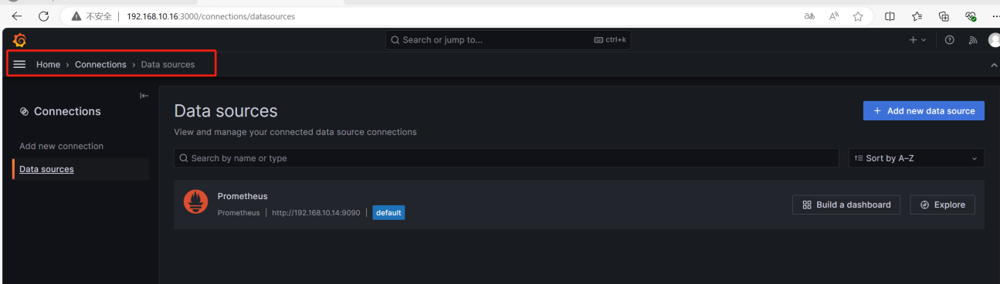 不安全 | 192.168.10.16:3000/connections/datasources
Search or jump to... ctrl+k
Home › Connections › Data sources
Connections
Add new connection
Data sources
Data sources
+ Add new data source
View and manage your connected data source connections
Search by name or type
Sort by A–Z
Prometheus
Prometheus | http://192.168.10.14:9090 | default
Build a dashboard
Explore